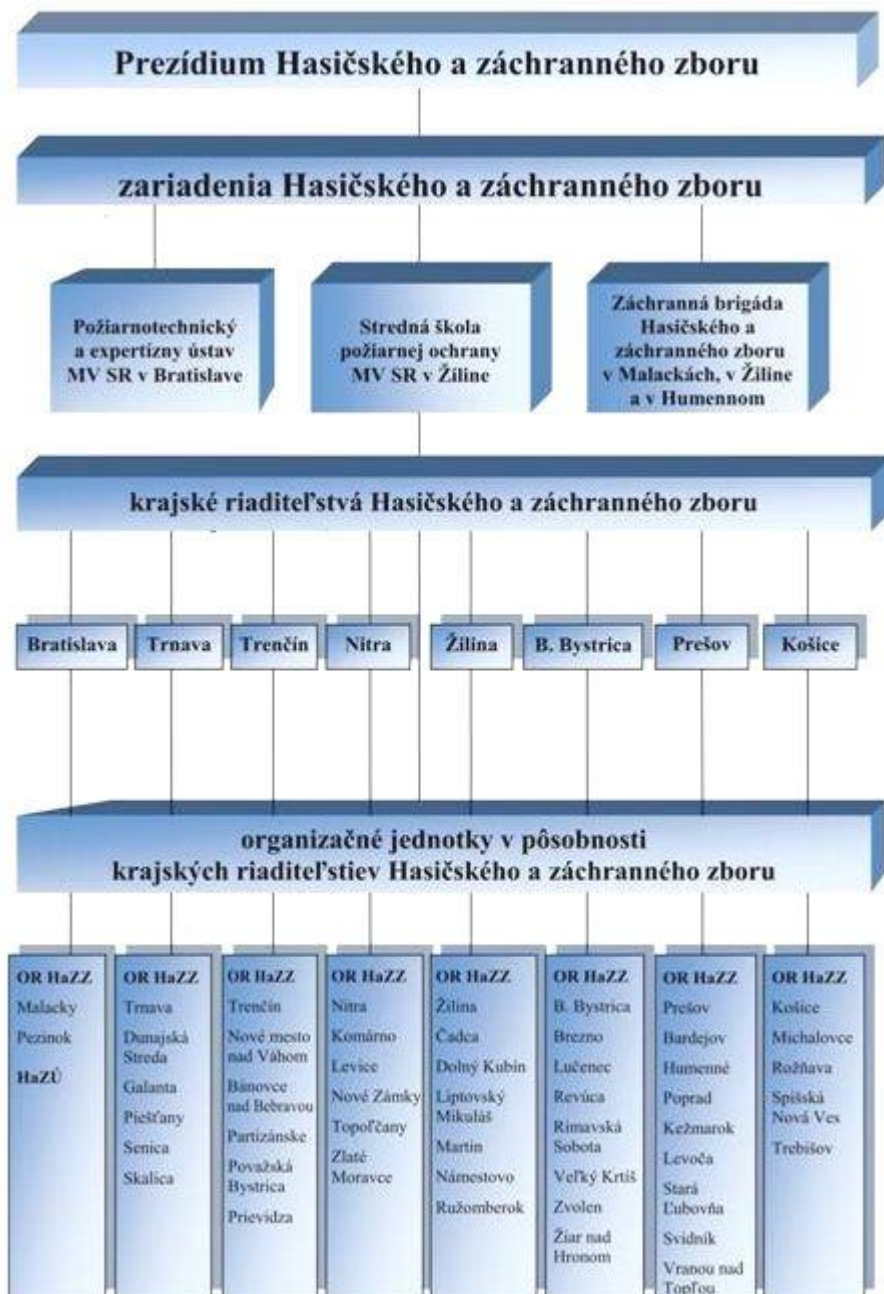 Prezídium Hasičského a záchranného zboru
zariadenia Hasičského a záchranného zboru
Požiarnotechnický
a expertízny ústav
MV SR v Bratislave
Stredná škola
požiarnej ochrany
MV SR v Žiline
Záchranná brigáda
Hasičského a
záchranného zboru
v Malackách, v Žiline
a v Humennom
krajské riaditeľstvá Hasičského a záchranného zboru
Bratislava
Trnava
Trenčín
Nitra
Žilina
B. Bystrica
Prešov
Košice
organizačné jednotky v pôsobnosti
krajských riaditeľstiev Hasičského a záchranného zboru
OR HaZZ
Malacky
Pezinok
HaZÚ
OR HaZZ
Trnava
Dunajská
Streda
Galanta
Piešťany
Senica
Skalica
OR HaZZ
Trenčín
Nové mesto
nad Váhom
Bánovce
nad Bebravou
Partizánske
Považská
Bystrica
Prievidza
OR HaZZ
Nitra
Komárno
Levice
Nové Zámky
Topoľčany
Zlaté
Moravce
OR HaZZ
Žilina
Čadca
Dolný Kubín
Liptovský
Mikuláš
Martin
Námestovo
Ružomberok
OR HaZZ
B. Bystrica
Brezno
Lučenec
Revúca
Rimavská
Sobota
Veľký Krtíš
Zvolen
Žiar nad
Hronom
OR HaZZ
Prešov
Bardejov
Humenné
Poprad
Kežmarok
Levoča
Stará
Ľubovňa
Svidník
Vranou nad
Topľou
OR HaZZ
Košice
Michalovce
Rožňava
Spišská
Nová Ves
Trebišov